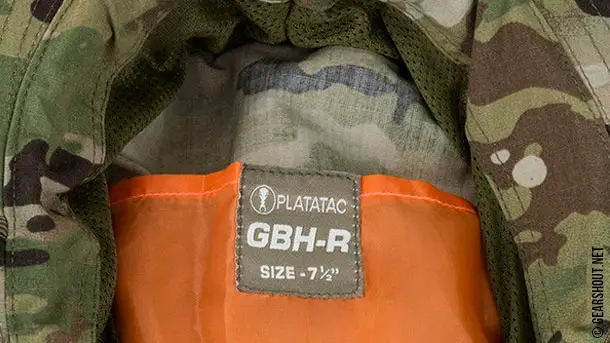 PLATATAC
GBH-R
SIZE - 7 ½"
© GEARSHOUT.NET